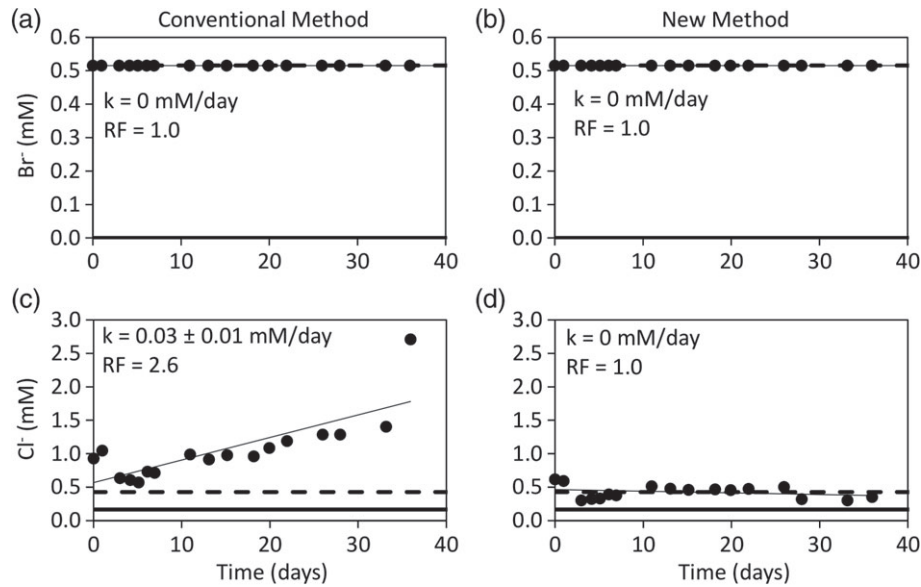 (a) Conventional Method
(b) New Method
Br⁻ (mM)
0.6
0.5
0.4
0.3
0.2
0.1
0.0
k = 0 mM/day
RF = 1.0
0 10 20 30 40
Br⁻ (mM)
0.6
0.5
0.4
0.3
0.2
0.1
0.0
k = 0 mM/day
RF = 1.0
0 10 20 30 40
(c)
Cl⁻ (mM)
3.0
2.5
2.0
1.5
1.0
0.5
0.0
k = 0.03 ± 0.01 mM/day
RF = 2.6
0 10 20 30 40
Time (days)
(d)
Cl⁻ (mM)
3.0
2.5
2.0
1.5
1.0
0.5
0.0
k = 0 mM/day
RF = 1.0
0 10 20 30 40
Time (days)